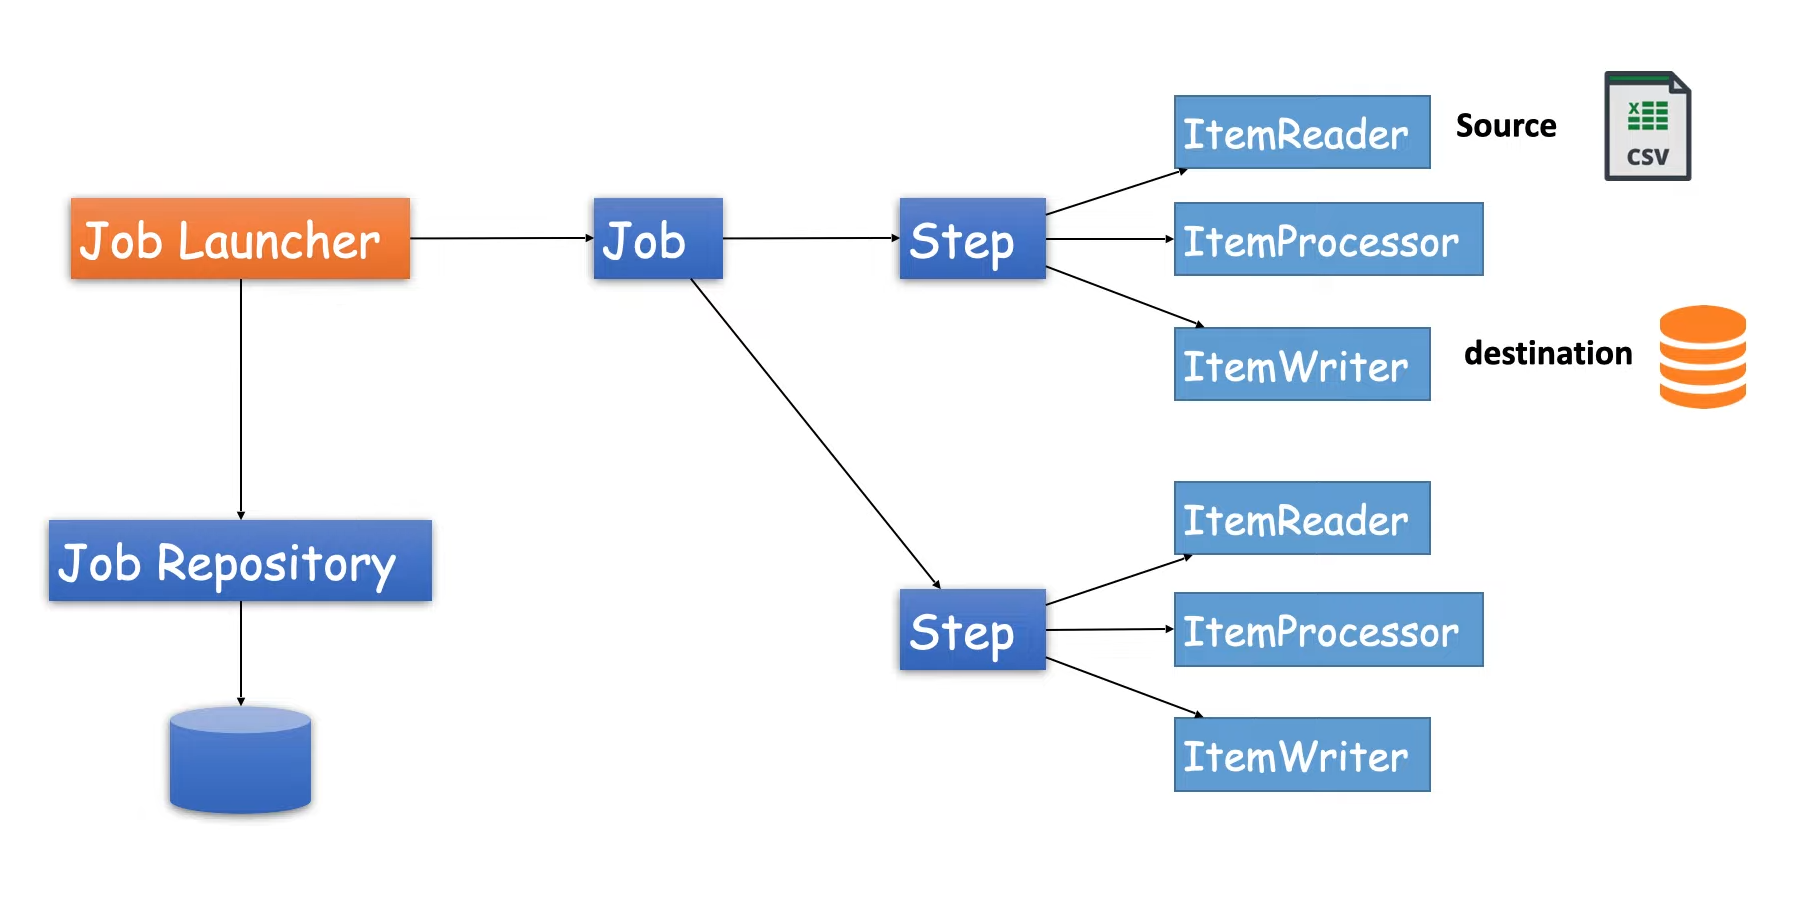 ItemReader
Source
X
CSV
Job Launcher
Job
Step
ItemProcessor
ItemWriter
destination
ItemReader
Job Repository
Step
ItemProcessor
ItemWriter